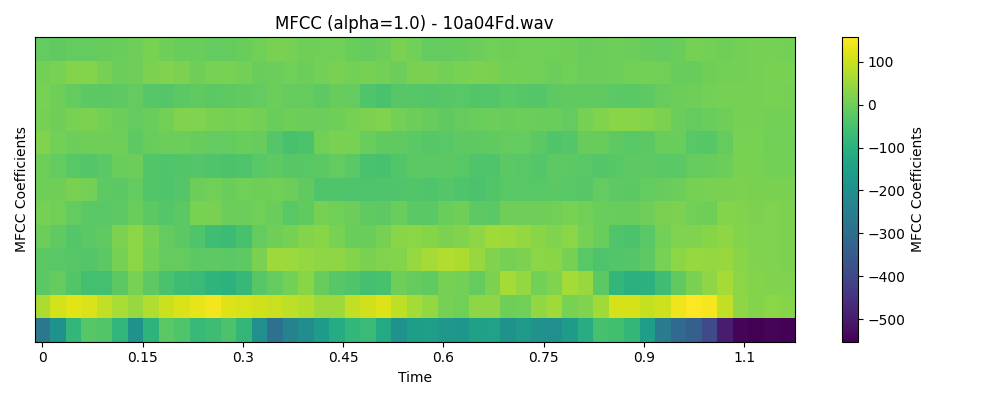 MFCC (alpha=1.0) - 10a04Fd.wav
MFCC Coefficients
0 0.15 0.3 0.45 0.6 0.75 0.9 1.1
Time
100
0
−100
−200
−300
−400
−500
MFCC Coefficients